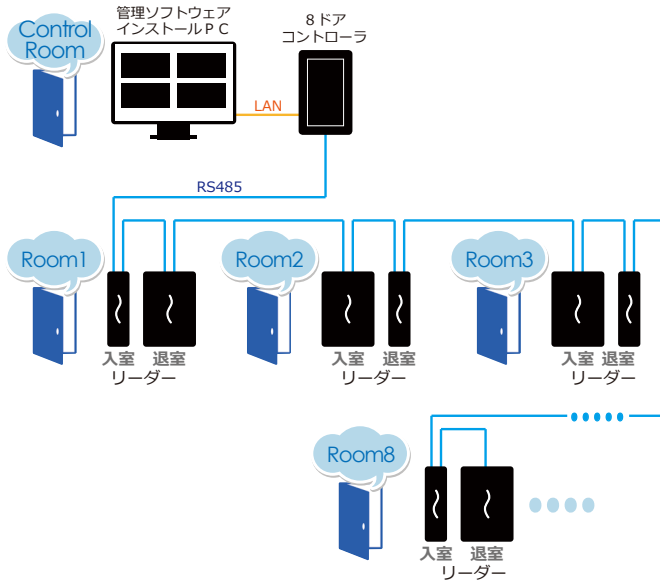 Control
Room
管理ソフトウェア
インストールＰＣ
８ドア
コントローラ
LAN
RS485
Room1
Room2
Room3
入室 退室
リーダー
入室 退室
リーダー
入室 退室
リーダー
Room8
入室 退室
リーダー